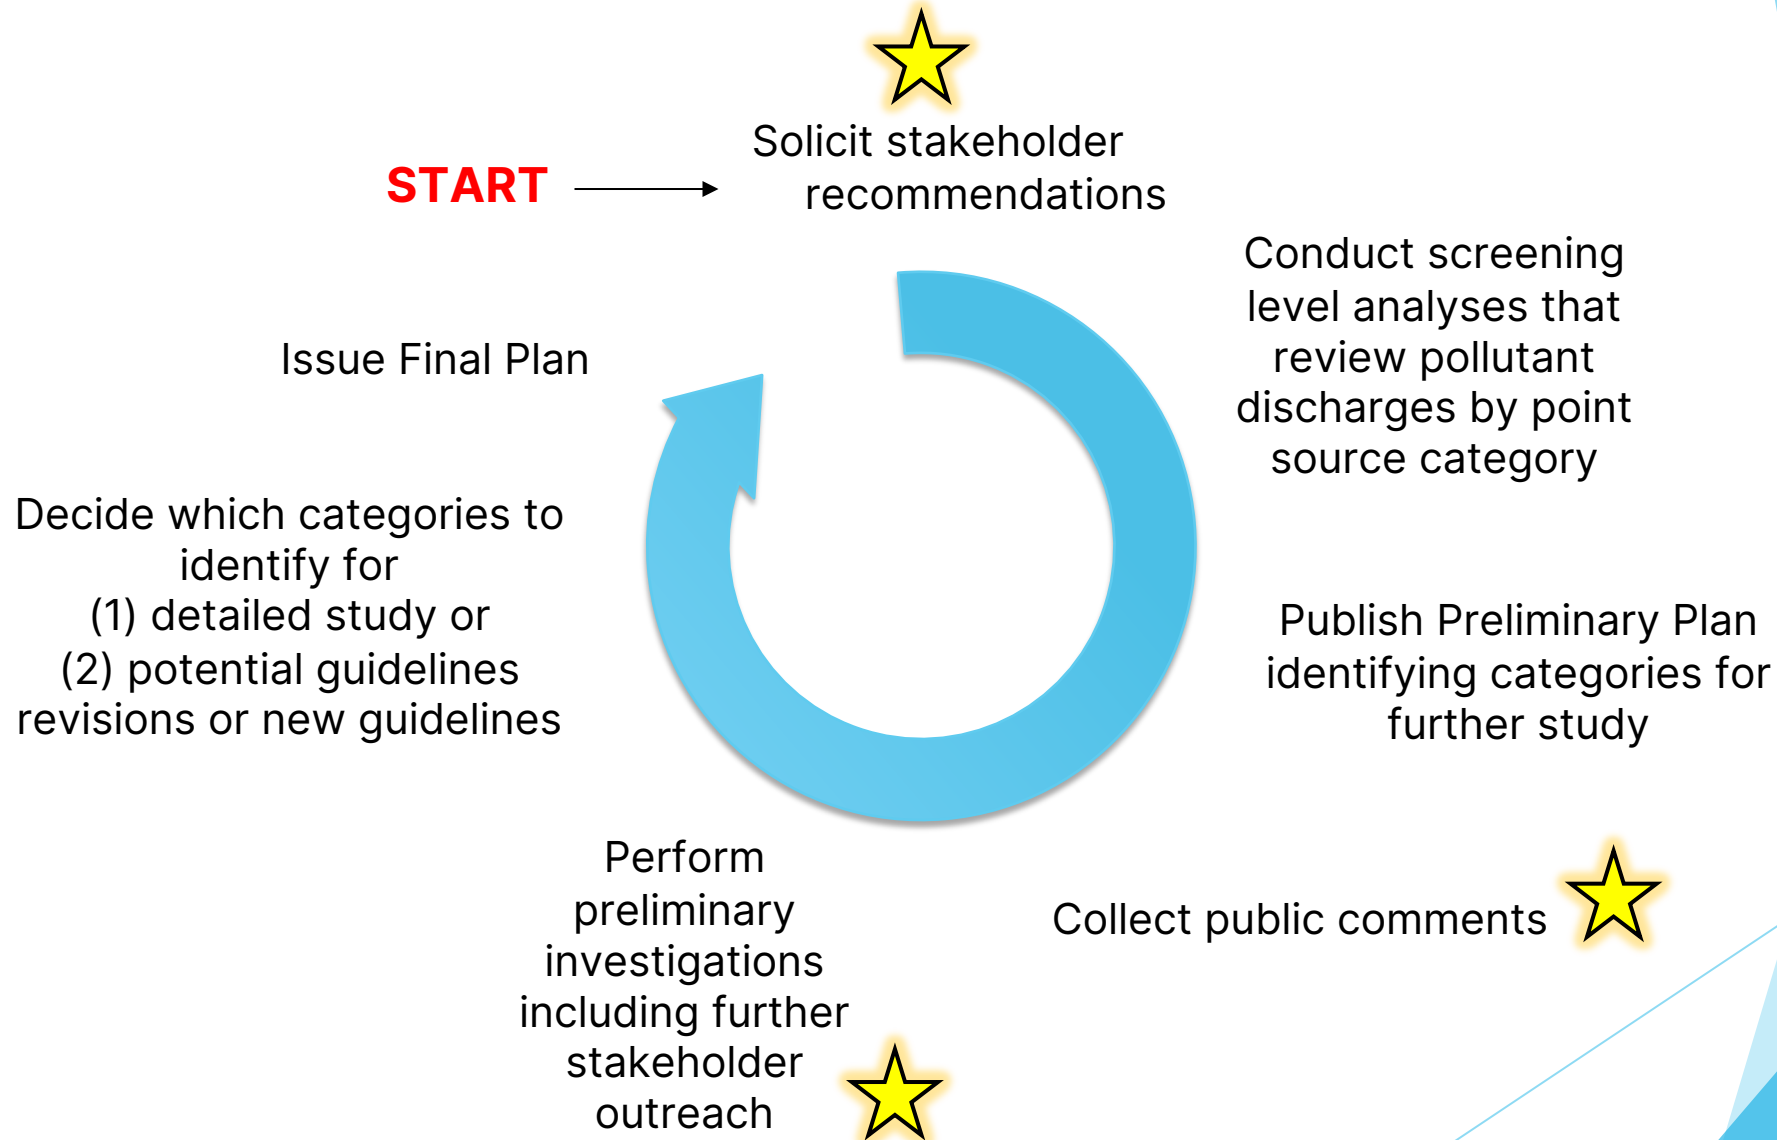 START
Solicit stakeholder
recommendations
Conduct screening
level analyses that
review pollutant
discharges by point
source category
Publish Preliminary Plan
identifying categories for
further study
Collect public comments
Perform
preliminary
investigations
including further
stakeholder
outreach
Decide which categories to
identify for
(1) detailed study or
(2) potential guidelines
revisions or new guidelines
Issue Final Plan